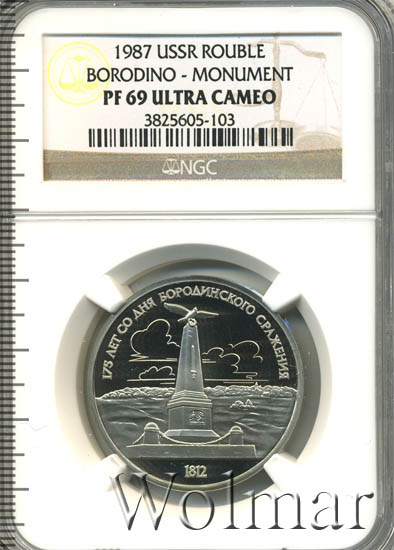 1987 USSR ROUBLE
BORODINO - MONUMENT
PF 69 ULTRA CAMEO
3825605-103
NGC
175 ЛЕТ СО ДНЯ БОРОДИНСКОГО СРАЖЕНИЯ
1812
Wolmar